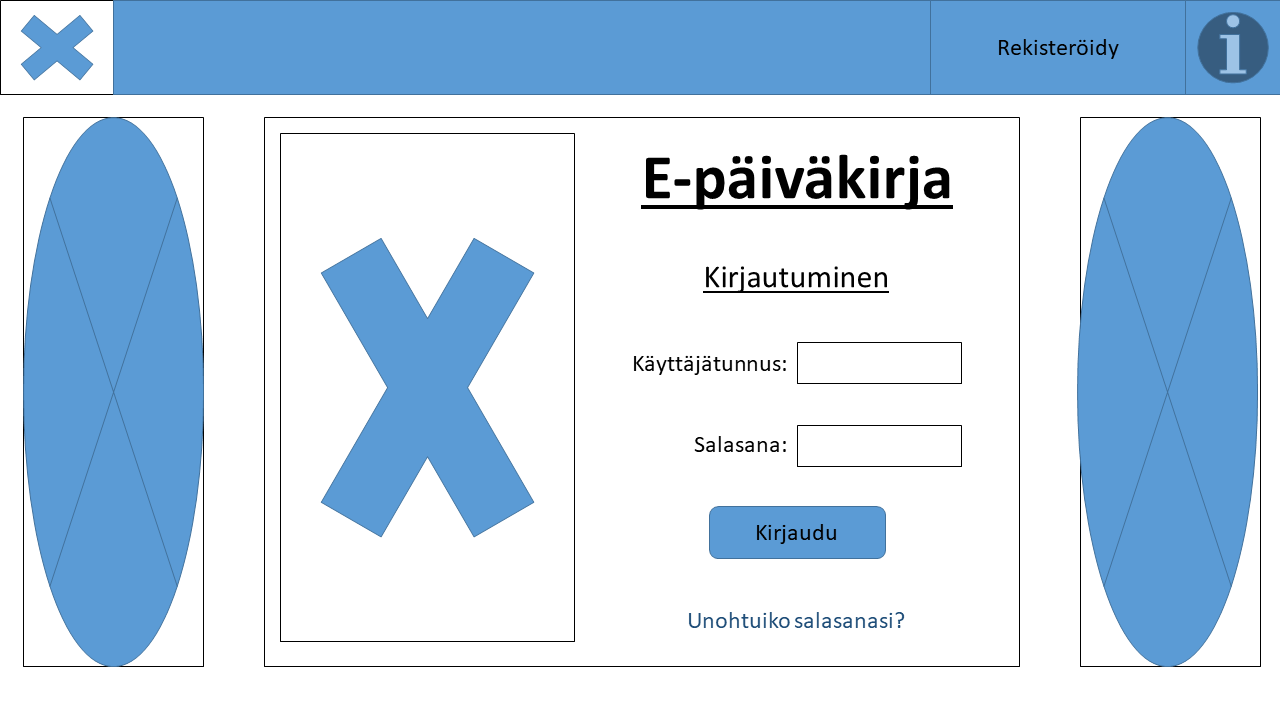 Rekisteröidy
E-päiväkirja
Kirjautuminen
Käyttäjätunnus:
Salasana:
Kirjaudu
Unohtuiko salasanasi?